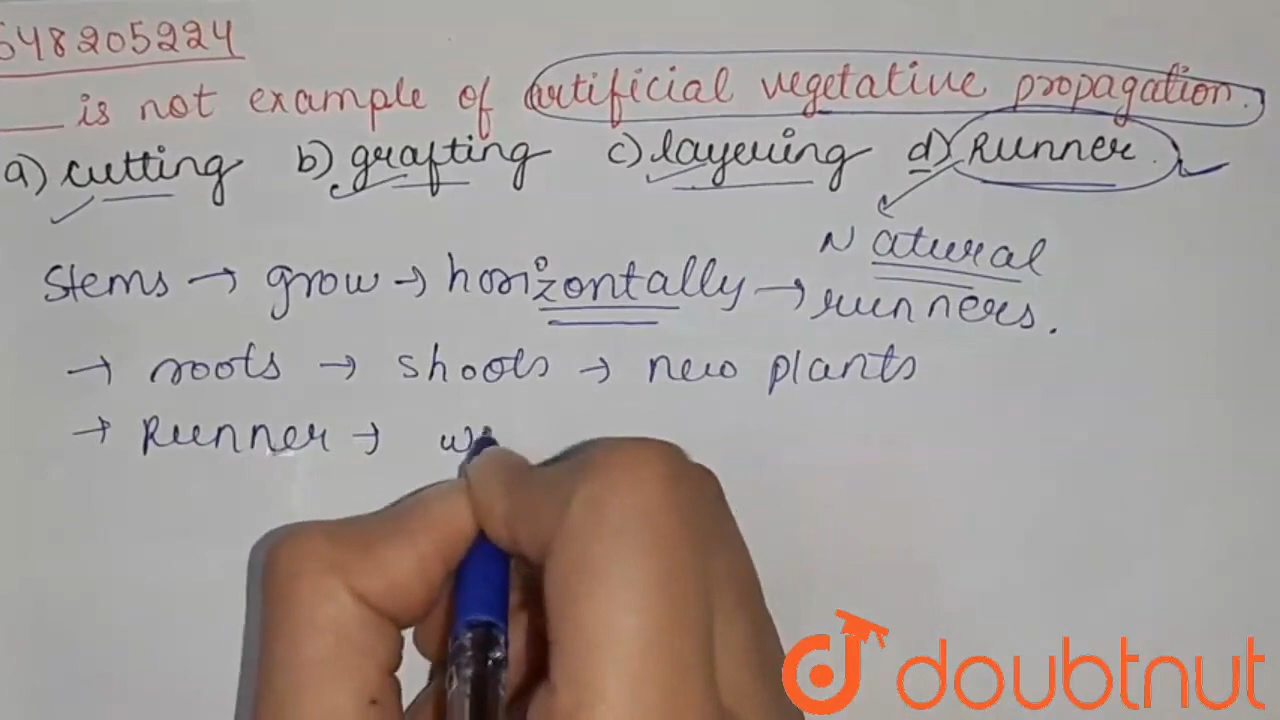 648205224
___ is not example of artificial vegetative propagation.
a) cutting b) grafting c) layering d) Runner.
Natural
Stems → grow → horizontally → runners.
→ roots → shoots → new plants
→ Runner →
doubtnut